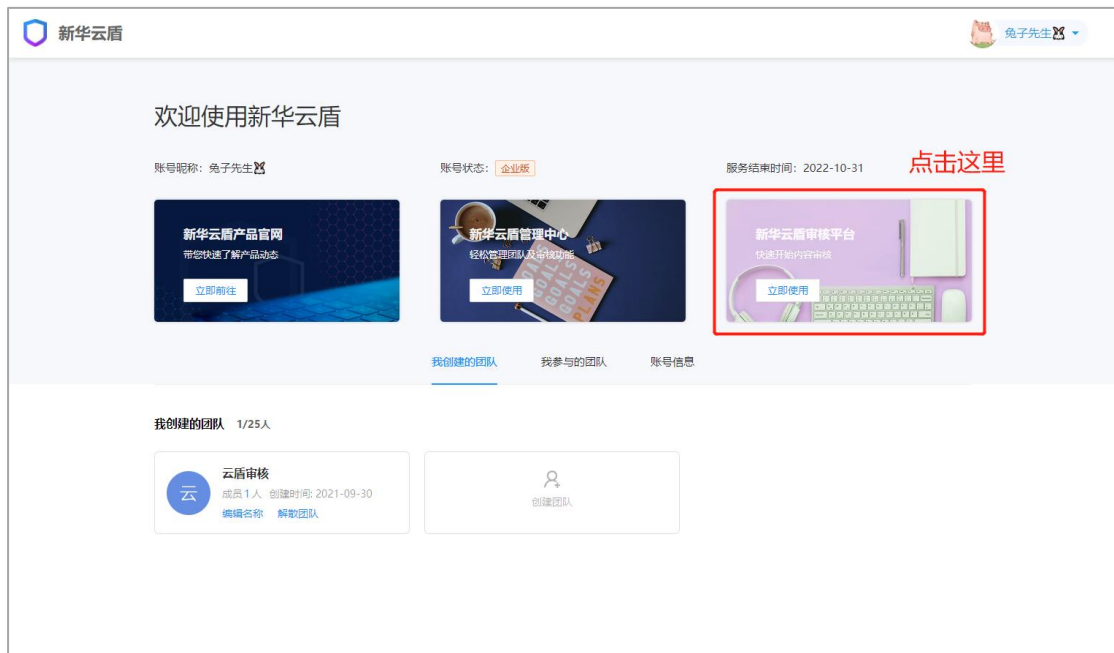 新华云盾
兔子先生
欢迎使用新华云盾
账号昵称：兔子先生
账号状态：企业版
服务结束时间：2022-10-31
点击这里
新华云盾产品官网
带您快速了解产品动态
立即前往
新华云盾管理中心
轻松管理团队及审核功能
立即使用
GOALS
GOALS
GOALS
GOALS
PLANS
新华云盾审核平台
快速开始内容审核
立即使用
我创建的团队
我参与的团队
账号信息
我创建的团队 1/25人
云
云盾审核
成员1人 创建时间: 2021-09-30
编辑名称 解散团队
创建团队